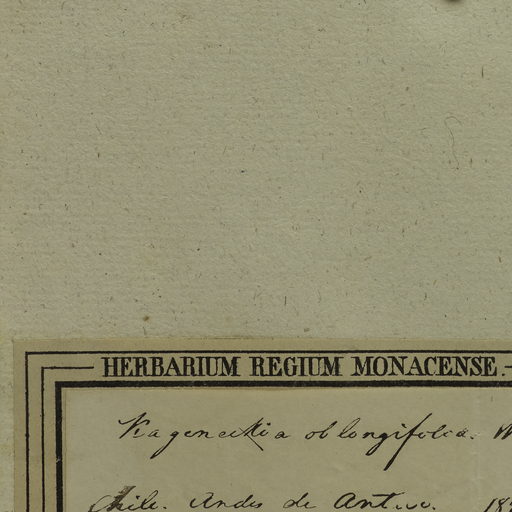 HERBARIUM REGIUM MONACENSE.
Kageneckia oblongifolia.
Chile. Andes de